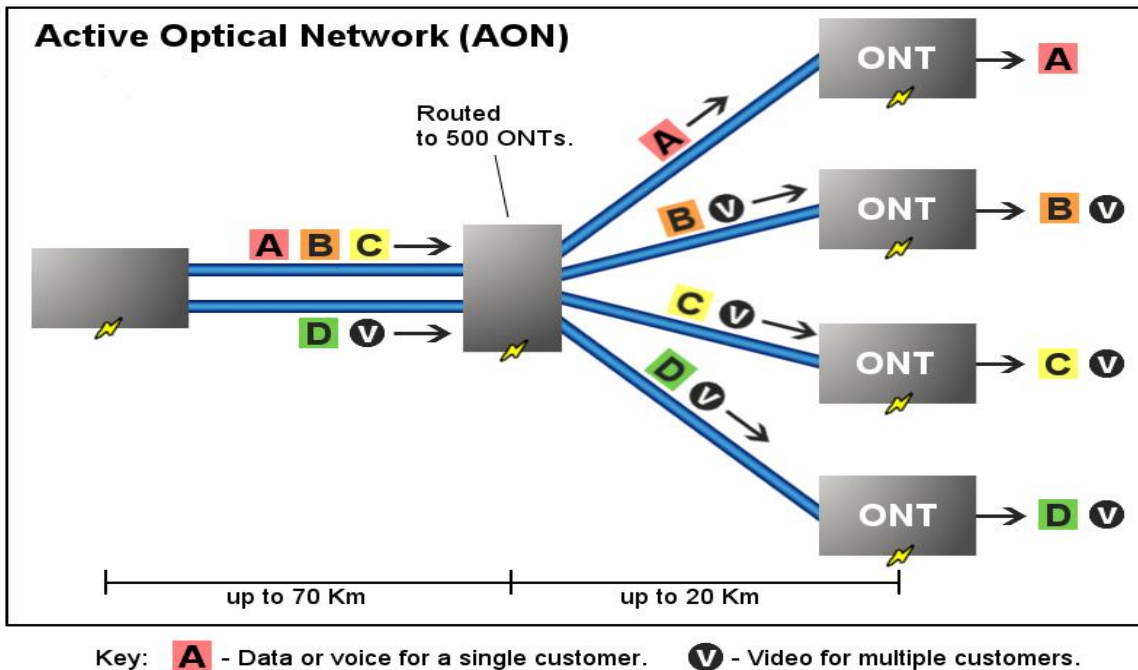 Active Optical Network (AON)
Routed
to 500 ONTs.
A B C
D V
A
B V
C V
D V
ONT
A
ONT
B V
ONT
C V
ONT
D V
up to 70 Km
up to 20 Km
Key: A - Data or voice for a single customer. V - Video for multiple customers.